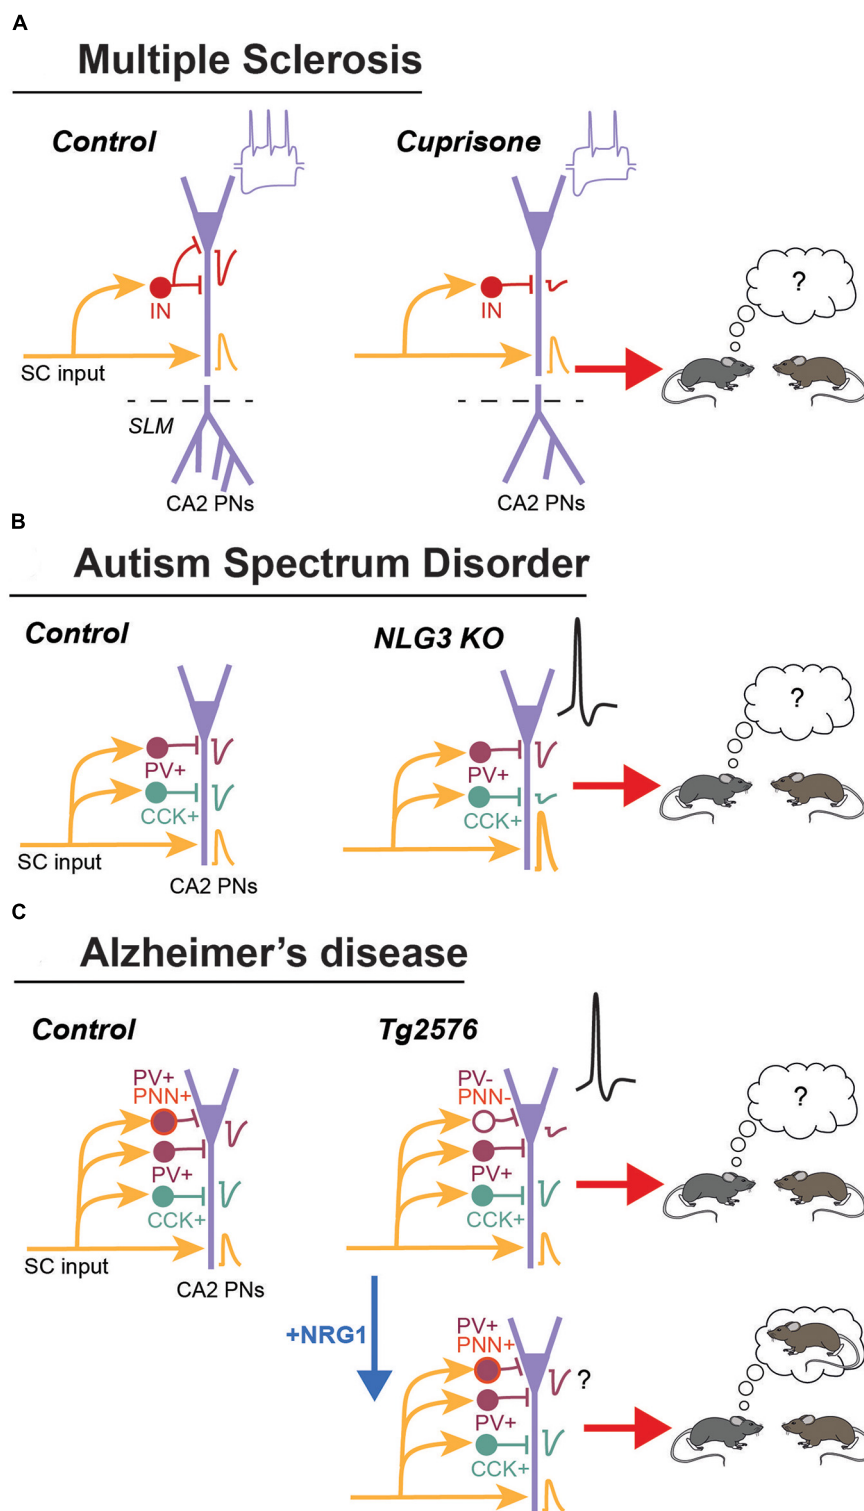 A
Multiple Sclerosis
Control
Cuprisone
IN
IN
?
SC input
SLM
CA2 PNs
CA2 PNs
B
Autism Spectrum Disorder
Control
NLG3 KO
?
PV+
PV+
CCK+
CCK+
SC input
CA2 PNs
C
Alzheimer's disease
Control
Tg2576
PV+
PNN+
PV-
PNN-
?
PV+
PV+
CCK+
CCK+
SC input
CA2 PNs
+NRG1
PV+
PNN+
?
PV+
CCK+